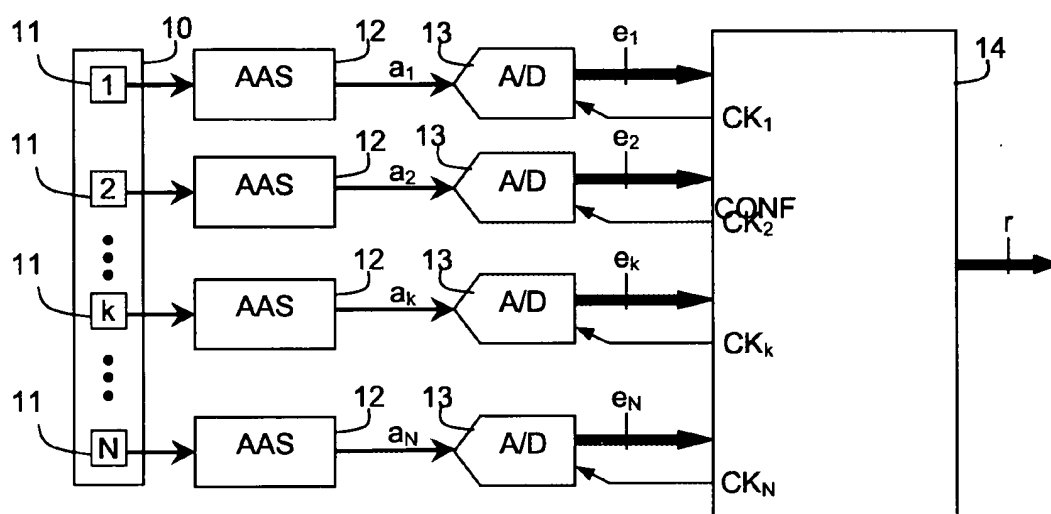 11 10 12 13 e1 14
1 AAS a1 A/D
CK1
11 12 13 e2
2 AAS a2 A/D
CONF
CK2
r
11 12 13 ek
k AAS ak A/D
CKk
11 12 13 eN
N AAS aN A/D
CKN